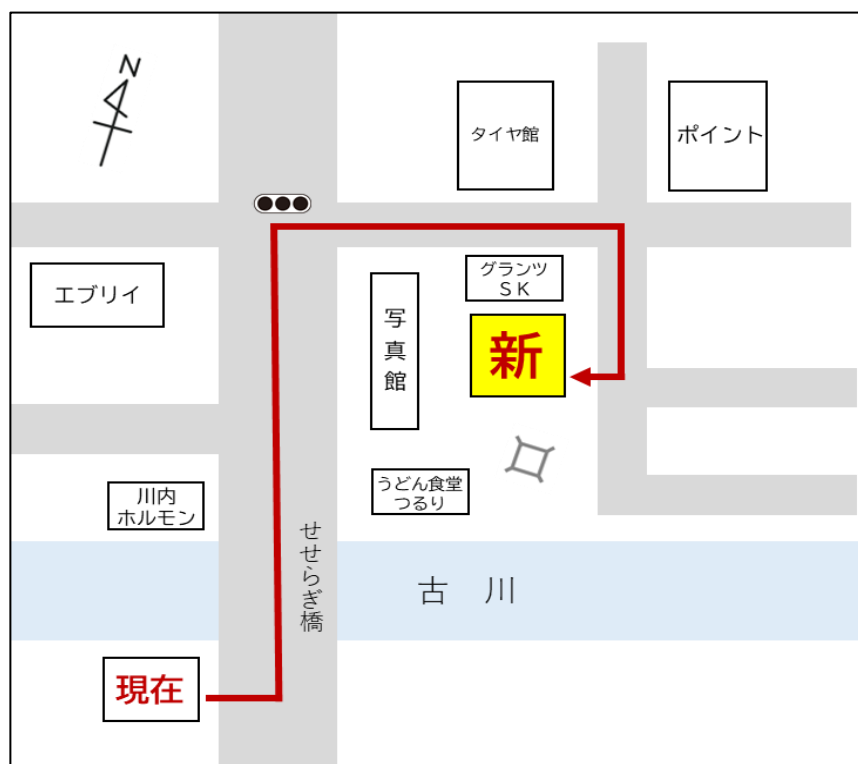 N
タイヤ館
ポイント
エブリイ
グランツ
ＳＫ
写真館
新
川内
ホルモン
うどん食堂
つるり
せせらぎ橋
古　川
現在